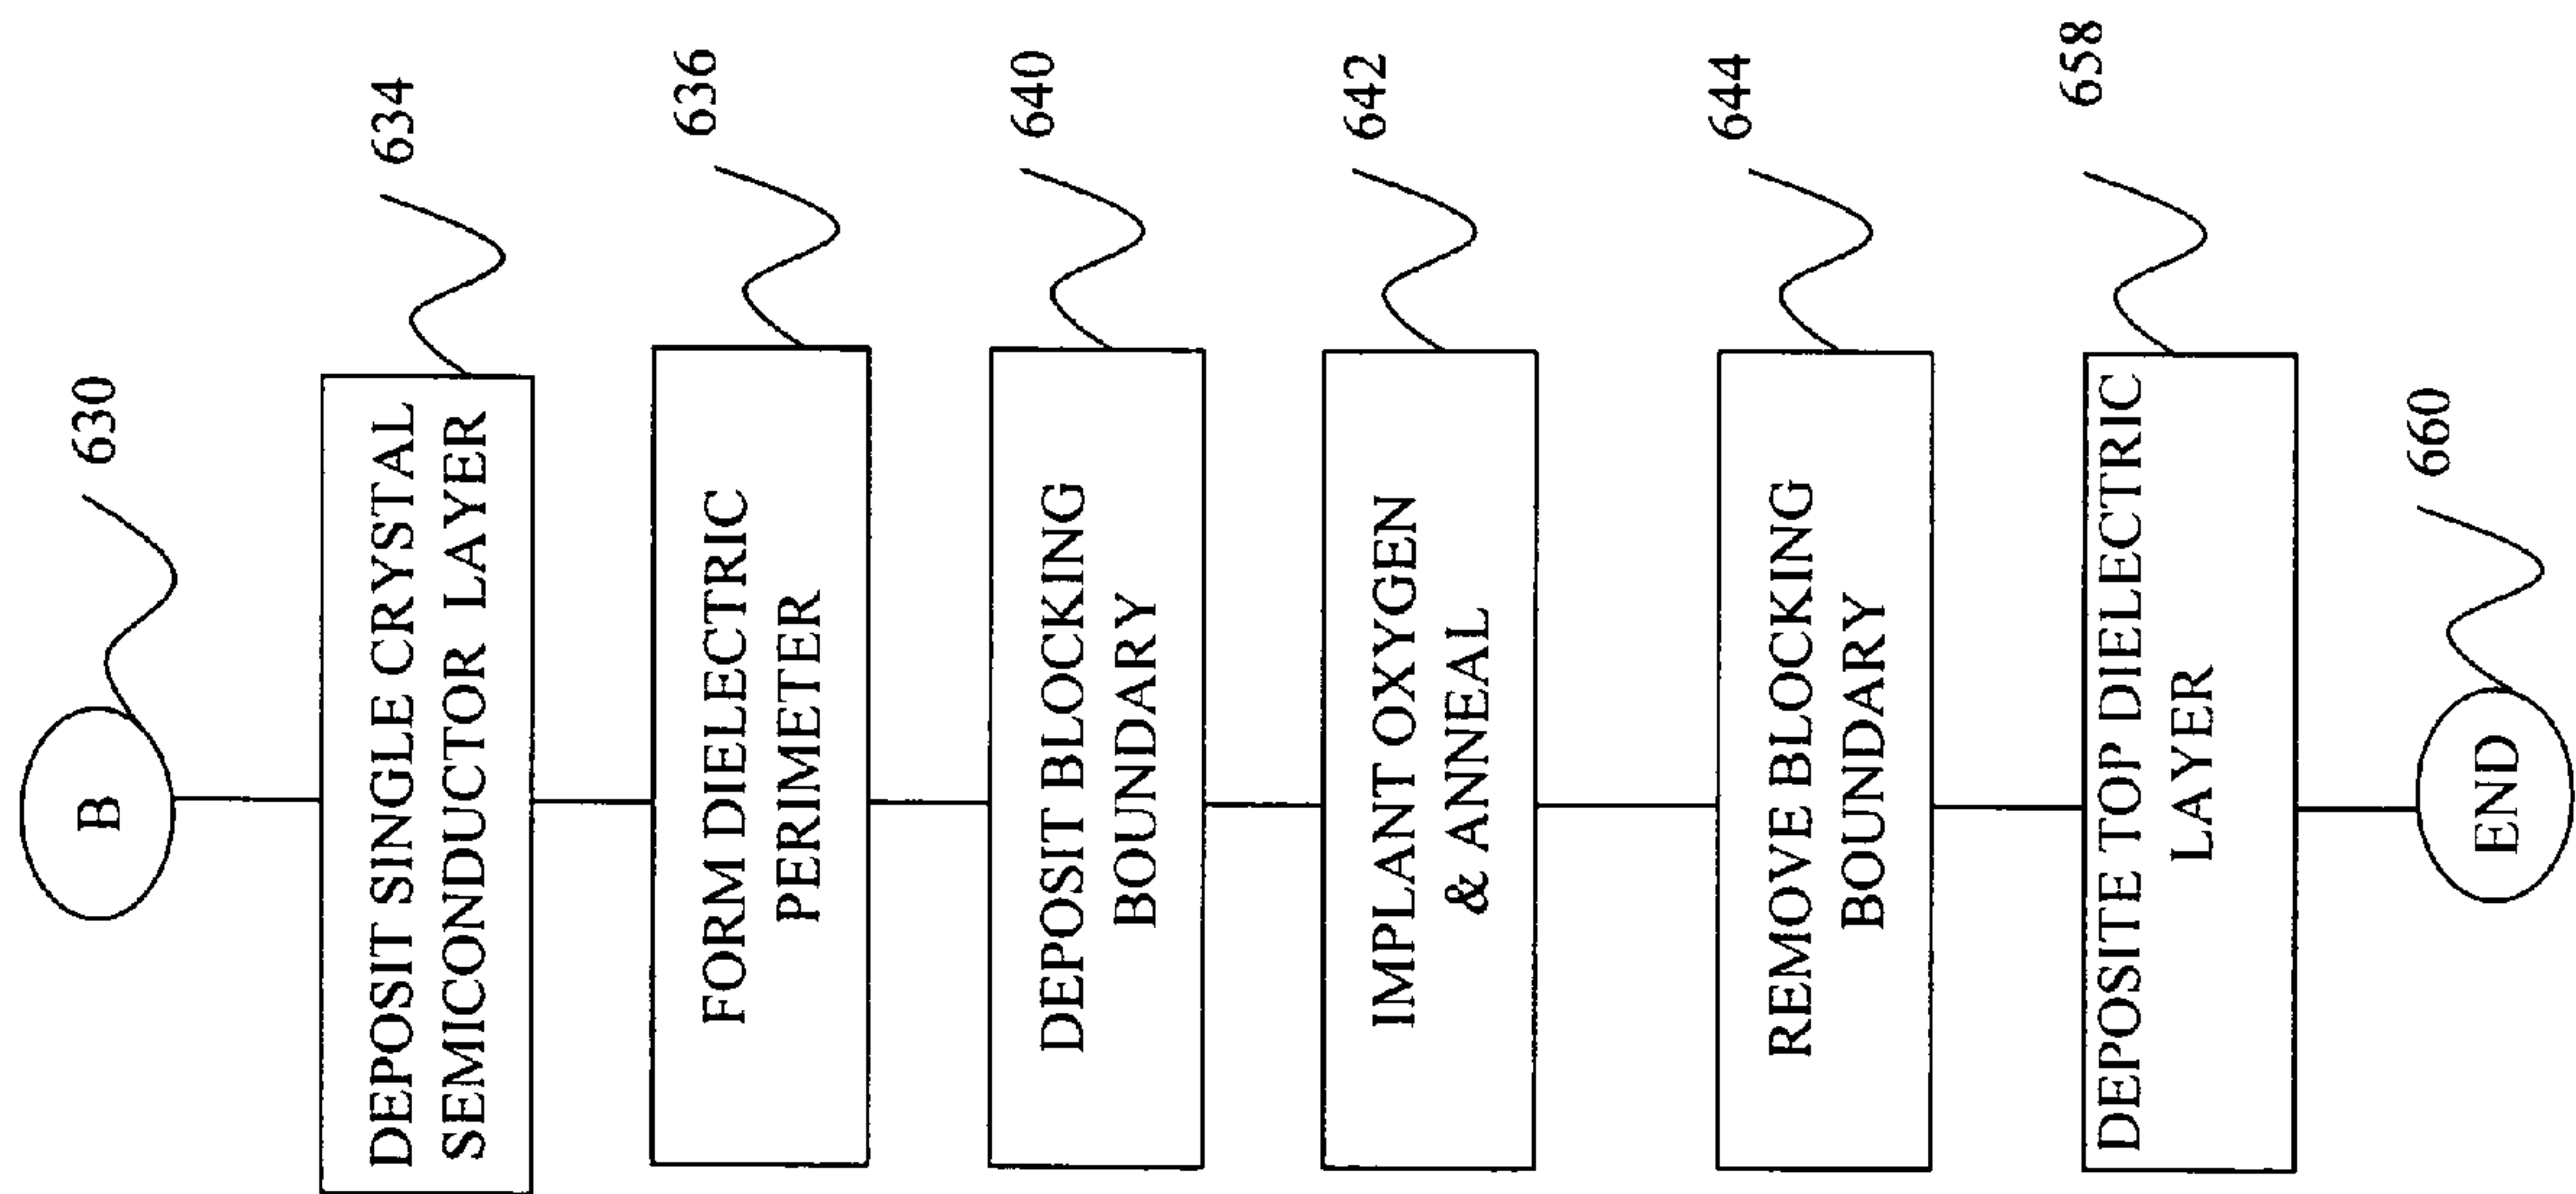 B
630
DEPOSIT SINGLE CRYSTAL
SEMICONDUCTOR LAYER
634
FORM DIELECTRIC
PERIMETER
636
DEPOSIT BLOCKING
BOUNDARY
640
IMPLANT OXYGEN
& ANNEAL
642
REMOVE BLOCKING
BOUNDARY
644
DEPOSITE TOP DIELECTRIC
LAYER
658
END
660